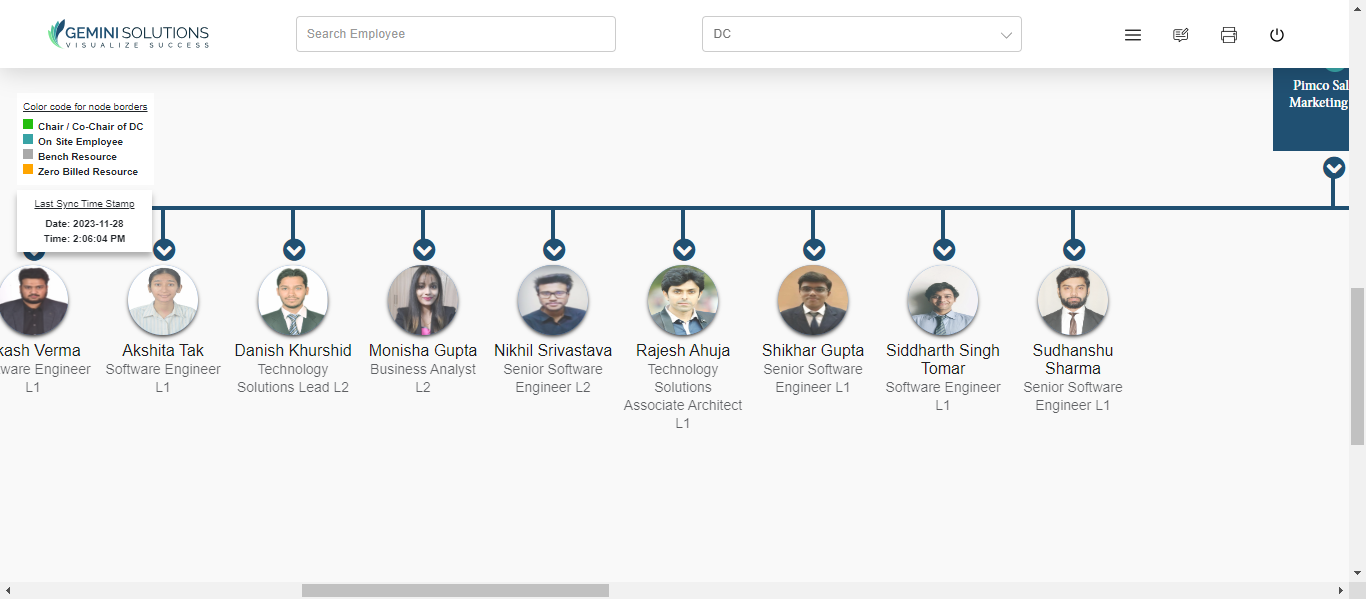 GEMINI SOLUTIONS
VISUALIZE SUCCESS
Search Employee
DC
Pimco Sal
Marketing
Color code for node borders
Chair / Co-Chair of DC
On Site Employee
Bench Resource
Zero Billed Resource
Last Sync Time Stamp
Date: 2023-11-28
Time: 2:06:04 PM
kash Verma
ware Engineer
L1
Akshita Tak
Software Engineer
L1
Danish Khurshid
Technology
Solutions Lead L2
Monisha Gupta
Business Analyst
L2
Nikhil Srivastava
Senior Software
Engineer L2
Rajesh Ahuja
Technology
Solutions
Associate Architect
L1
Shikhar Gupta
Senior Software
Engineer L1
Siddharth Singh
Tomar
Software Engineer
L1
Sudhanshu
Sharma
Senior Software
Engineer L1